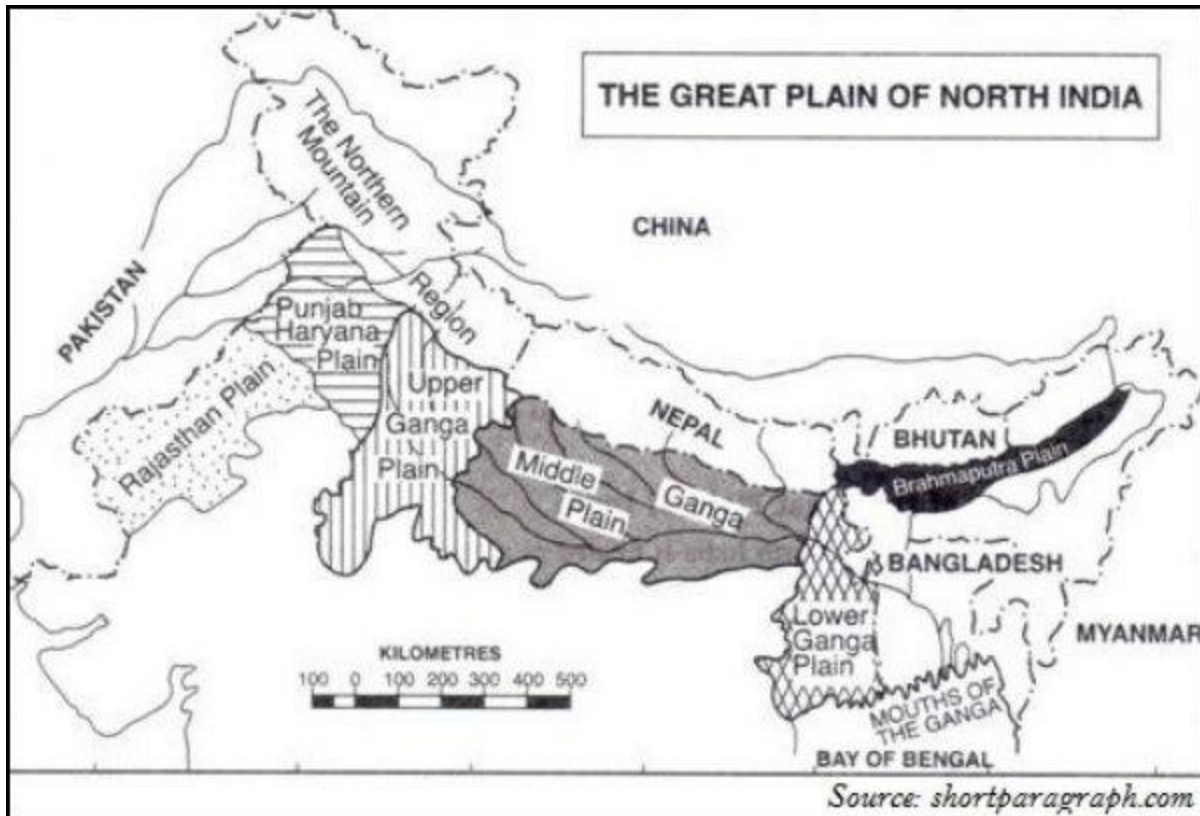 THE GREAT PLAIN OF NORTH INDIA
The Northern
Mountain
Region
CHINA
PAKISTAN
Punjab
Haryana
Plain
Rajasthan Plain
Upper
Ganga
Plain
NEPAL
Middle
Ganga
Plain
BHUTAN
Brahmaputra Plain
BANGLADESH
MYANMAR
Lower
Ganga
Plain
MOUTHS OF
THE GANGA
BAY OF BENGAL
KILOMETRES
100 0 100 200 300 400 500
Source: shortparagraph.com